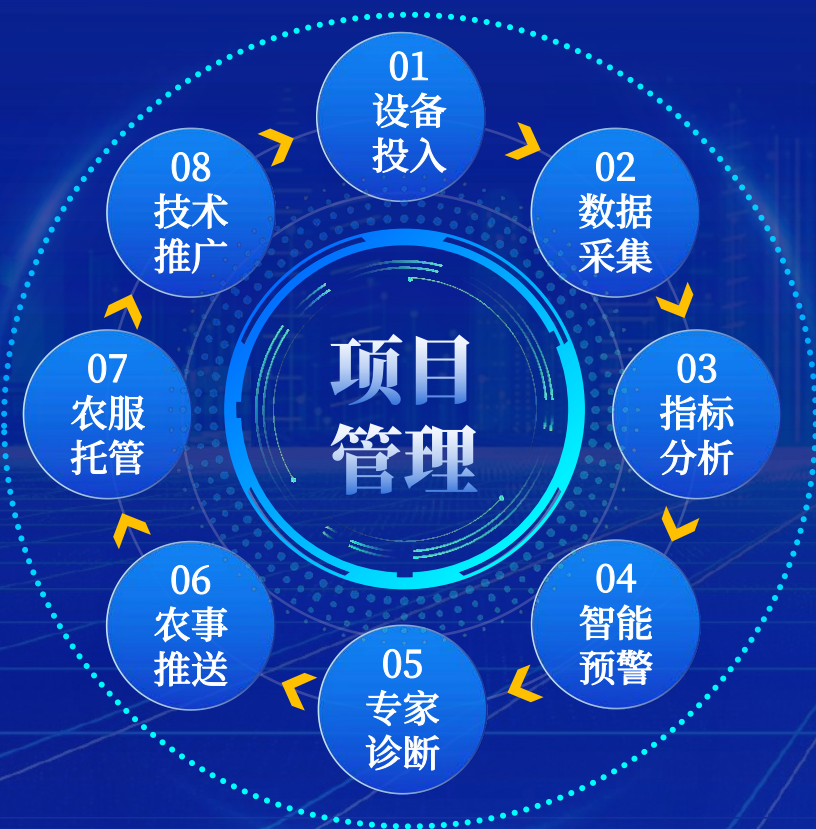 01
设备
投入
02
数据
采集
03
指标
分析
04
智能
预警
05
专家
诊断
06
农事
推送
07
农服
托管
08
技术
推广
项目
管理